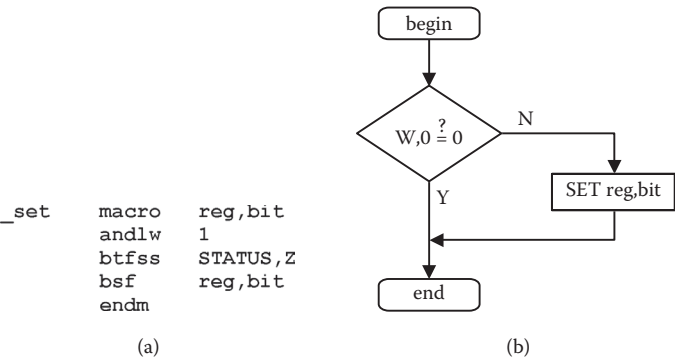 _set macro reg,bit
andlw 1
btfss STATUS,Z
bsf reg,bit
endm
(a)
begin
W,0 ≟ 0
N
Y
SET reg,bit
end
(b)